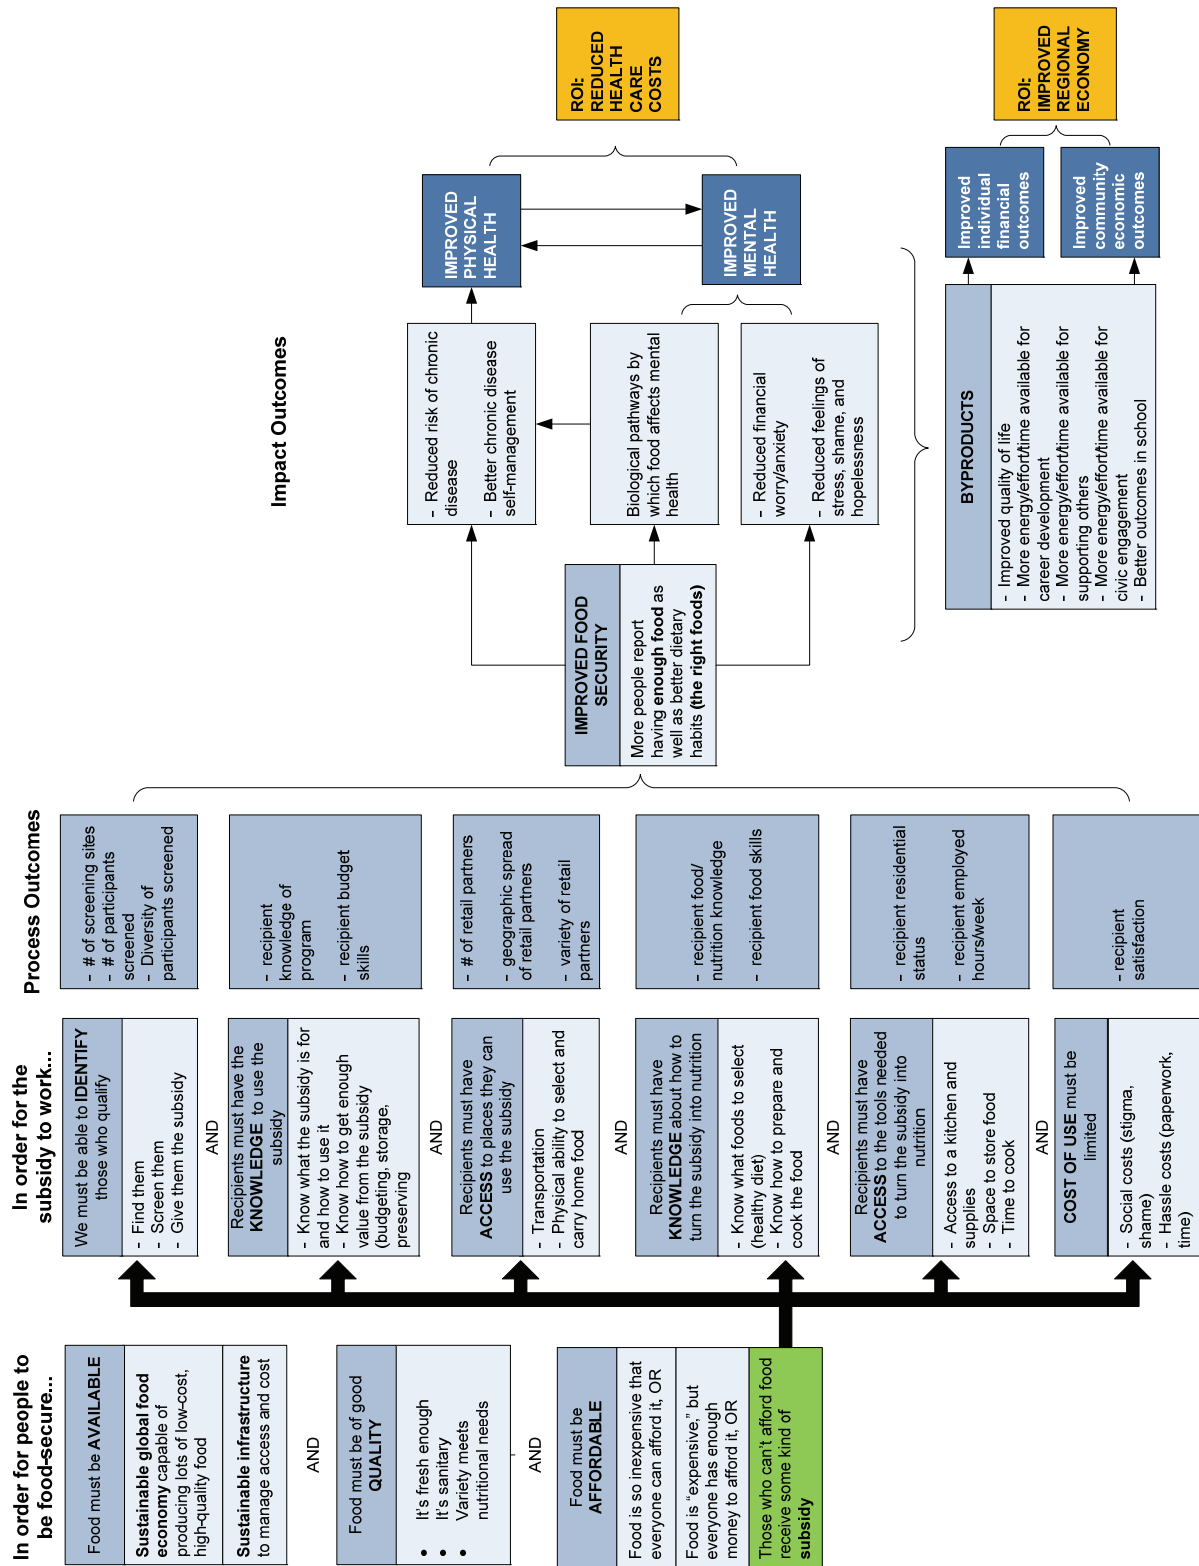 In order for people to
be food-secure...
Food must be AVAILABLE
Sustainable global food
economy capable of
producing lots of low-cost,
high-quality food
Sustainable infrastructure
to manage access and cost
AND
Food must be of good
QUALITY
• It’s fresh enough
• It’s sanitary
• Variety meets
nutritional needs
AND
Food must be
AFFORDABLE
Food is so inexpensive that
everyone can afford it, OR
Food is “expensive,” but
everyone has enough
money to afford it, OR
Those who can’t afford food
receive some kind of
subsidy
In order for the
subsidy to work...
We must be able to IDENTIFY
those who qualify
- Find them
- Screen them
- Give them the subsidy
AND
Recipients must have the
KNOWLEDGE to use the
subsidy
- Know what the subsidy is for
and how to use it
- Know how to get enough
value from the subsidy
(budgeting, storage,
preserving
AND
Recipients must have
ACCESS to places they can
use the subsidy
- Transportation
- Physical ability to select and
carry home food
AND
Recipients must have
KNOWLEDGE about how to
turn the subsidy into nutrition
- Know what foods to select
(healthy diet)
- Know how to prepare and
cook the food
AND
Recipients must have
ACCESS to the tools needed
to turn the subsidy into
nutrition
- Access to a kitchen and
supplies
- Space to store food
- Time to cook
AND
COST OF USE must be
limited
- Social costs (stigma,
shame)
- Hassle costs (paperwork,
time)
Process Outcomes
- # of screening sites
- # of participants
screened
- Diversity of
participants screened
- recipient
knowledge of
program
- recipient budget
skills
- # of retail partners
- geographic spread
of retail partners
- variety of retail
partners
- recipient food/
nutrition knowledge
- recipient food skills
- recipient residential
status
- recipient employed
hours/week
-recipient
satisfaction
Impact Outcomes
IMPROVED FOOD
SECURITY
More people report
having enough food as
well as better dietary
habits (the right foods)
- Reduced risk of chronic
disease
- Better chronic disease
self-management
Biological pathways by
which food affects mental
health
- Reduced financial
worry/anxiety
- Reduced feelings of
stress, shame, and
hopelessness
IMPROVED
PHYSICAL
HEALTH
IMPROVED
MENTAL
HEALTH
ROI:
REDUCED
HEALTH
CARE
COSTS
BYPRODUCTS
- Improved quality of life
- More energy/effort/time available for
career development
- More energy/effort/time available for
supporting others
- More energy/effort/time available for
civic engagement
- Better outcomes in school
Improved
individual
financial
outcomes
Improved
community
economic
outcomes
ROI:
IMPROVED
REGIONAL
ECONOMY